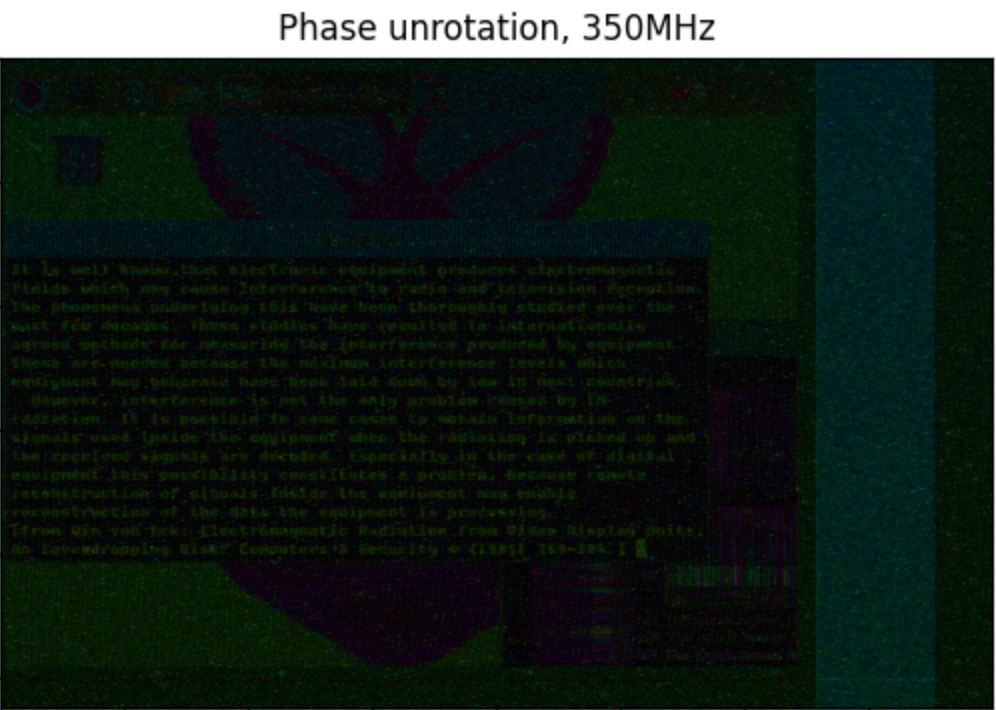 Phase unrotation, 350MHz
It is well known that electronic equipment produces electromagnetic
fields which may cause interference to radio and television reception.
The phenomena underlying this have been thoroughly studied over the
past few decades. These studies have resulted in internationally
agreed methods for measuring the interference produced by equipment.
These are needed because the maximum interference levels which
equipment may generate have been laid down by law in most countries.
However, interference is not the only problem caused by EM
radiation. It is possible in some cases to obtain information on the
signals used inside the equipment when the radiation is picked up and
the received signals are decoded. Especially in the case of digital
equipment this possibility constitutes a problem, because remote
reconstruction of signals inside the equipment may enable
reconstruction of the data the equipment is processing.
[from Wim van Eck: Electromagnetic Radiation from Video Display Units:
An Eavesdropping Risk? Computers & Security 4 (1985) 269-286.]